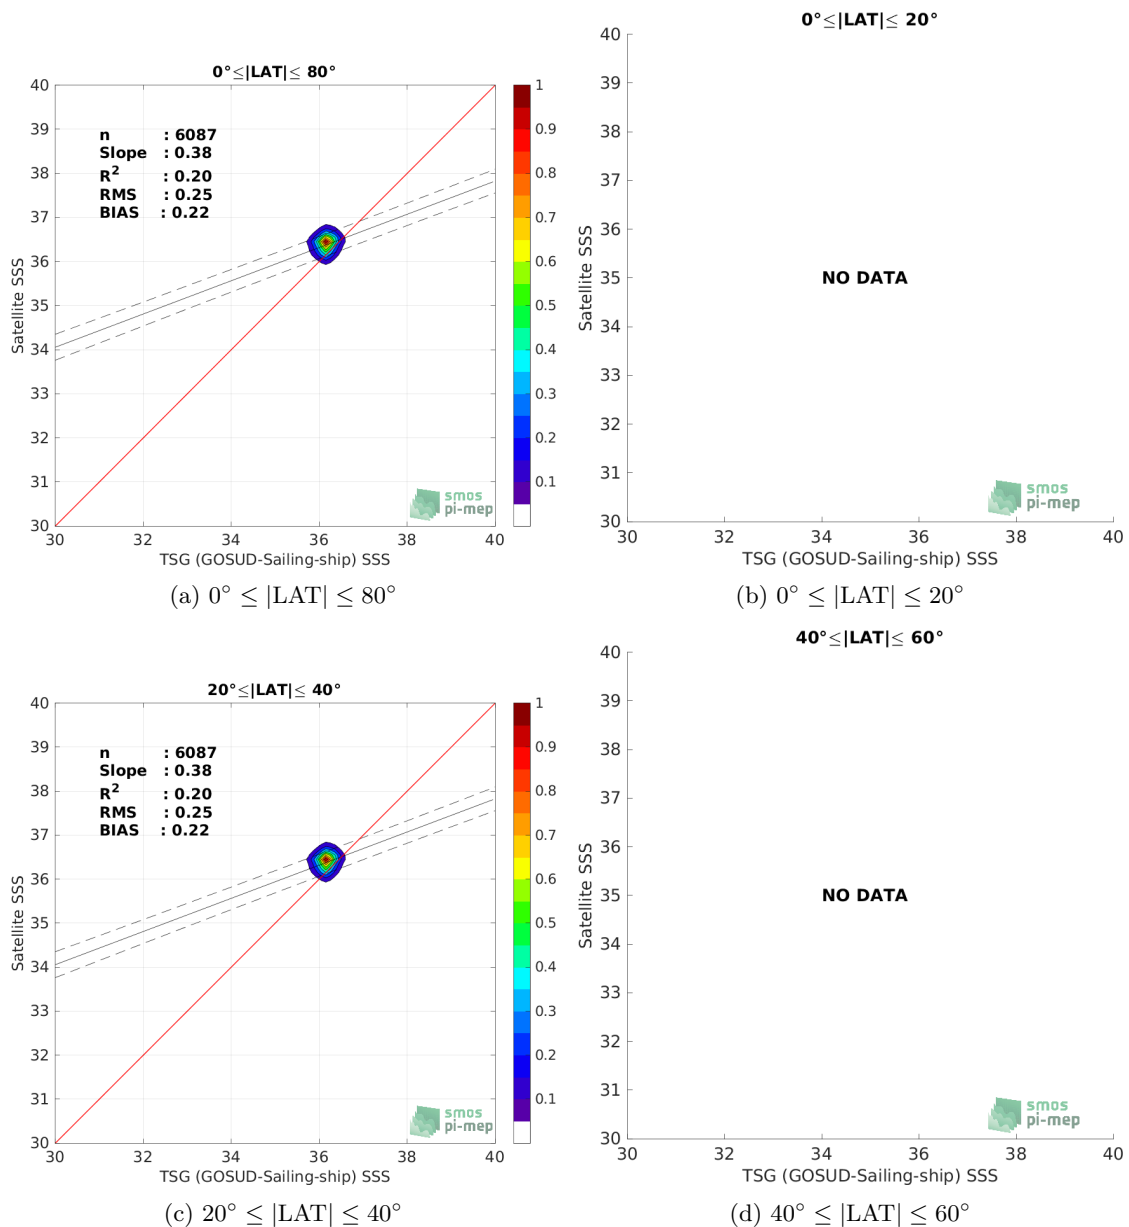 0°≤|LAT|≤ 80°
n : 6087
Slope : 0.38
R² : 0.20
RMS : 0.25
BIAS : 0.22
40
39
38
37
36
35
34
33
32
31
30
Satellite SSS
30 32 34 36 38 40
TSG (GOSUD-Sailing-ship) SSS
1
0.9
0.8
0.7
0.6
0.5
0.4
0.3
0.2
0.1
smos
pi-mep
(a) 0° ≤ |LAT| ≤ 80°
0°≤|LAT|≤ 20°
40
39
38
37
36
35
34
33
32
31
30
Satellite SSS
NO DATA
smos
pi-mep
30 32 34 36 38 40
TSG (GOSUD-Sailing-ship) SSS
(b) 0° ≤ |LAT| ≤ 20°
20°≤|LAT|≤ 40°
n : 6087
Slope : 0.38
R² : 0.20
RMS : 0.25
BIAS : 0.22
40
39
38
37
36
35
34
33
32
31
30
Satellite SSS
30 32 34 36 38 40
TSG (GOSUD-Sailing-ship) SSS
1
0.9
0.8
0.7
0.6
0.5
0.4
0.3
0.2
0.1
smos
pi-mep
(c) 20° ≤ |LAT| ≤ 40°
40°≤|LAT|≤ 60°
40
39
38
37
36
35
34
33
32
31
30
Satellite SSS
NO DATA
smos
pi-mep
30 32 34 36 38 40
TSG (GOSUD-Sailing-ship) SSS
(d) 40° ≤ |LAT| ≤ 60°